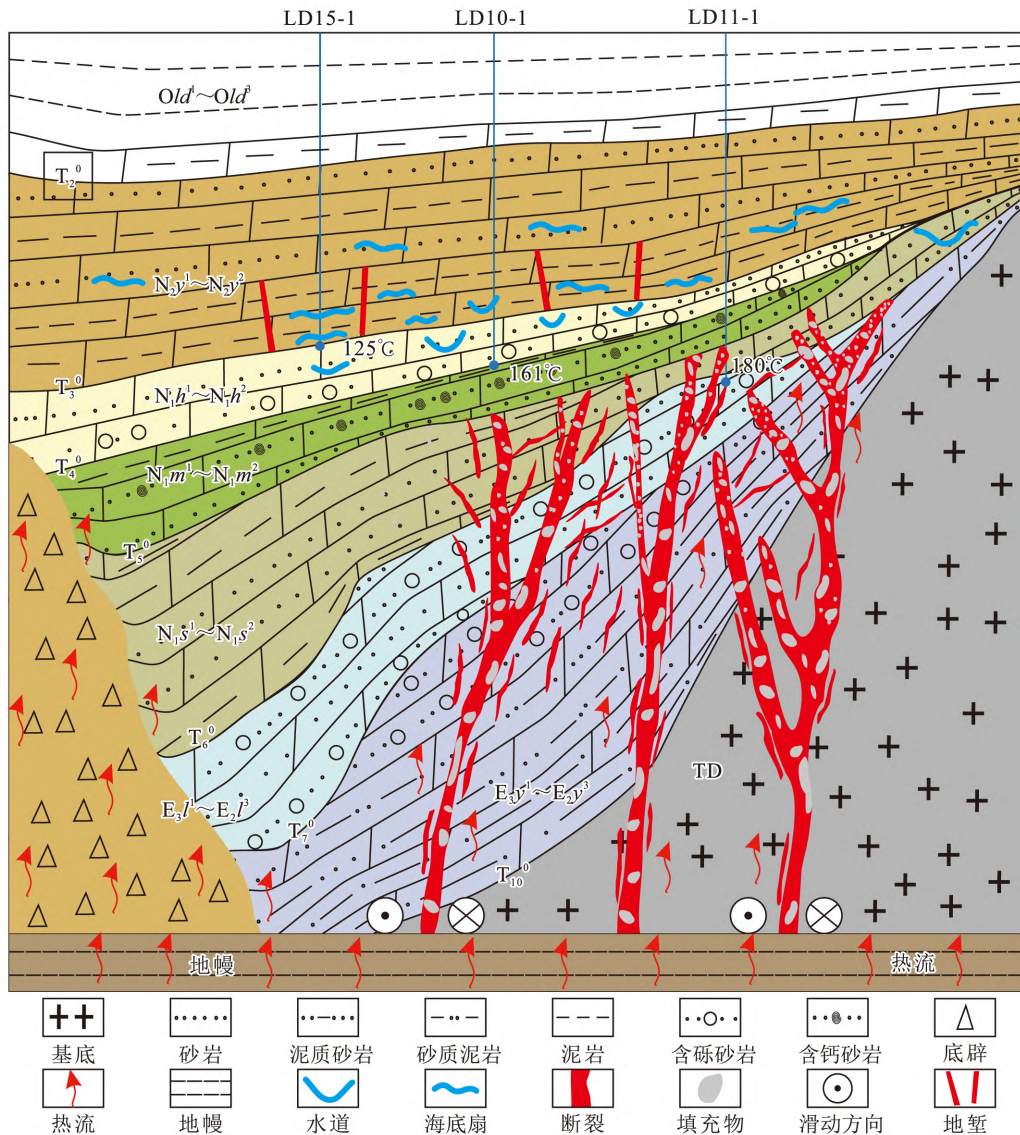 LD15-1 LD10-1 LD11-1
Old¹～Old³
T₂⁰
N₂y¹～N₂y²
125℃
161℃
180℃
T₃⁰
N₁h¹～N₁h²
T₄⁰
N₁m¹～N₁m²
T₅⁰
N₁s¹～N₁s²
T₆⁰
TD
E₃l¹～E₂l³
E₃y¹～E₂y³
T₇⁰
T₁₀⁰
地幔 热流
基底 砂岩 泥质砂岩 砂质泥岩 泥岩 含砾砂岩 含钙砂岩 底辟
热流 地幔 水道 海底扇 断裂 填充物 滑动方向 地堑